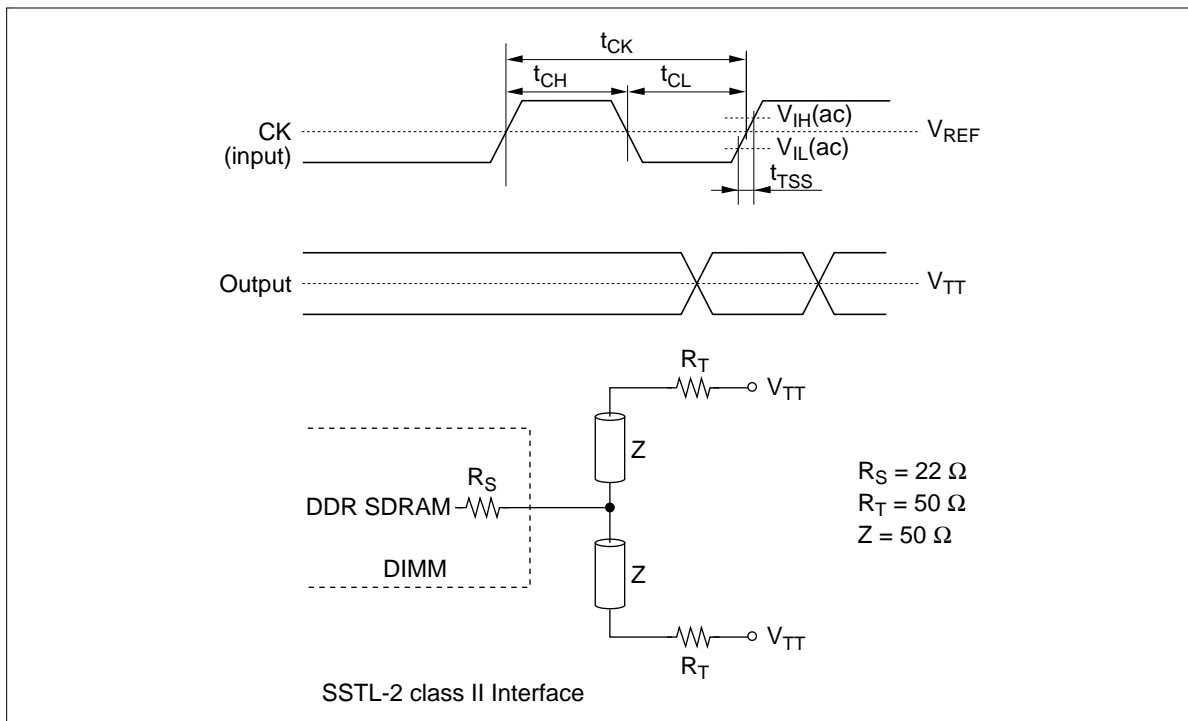 tCK
tCH
tCL
VIH(ac)
CK
(input)
VREF
VIL(ac)
tTSS
Output
VTT
RT
VTT
Z
RS
DDR SDRAM
DIMM
Z
RS = 22 Ω
RT = 50 Ω
Z = 50 Ω
VTT
RT
SSTL-2 class II Interface